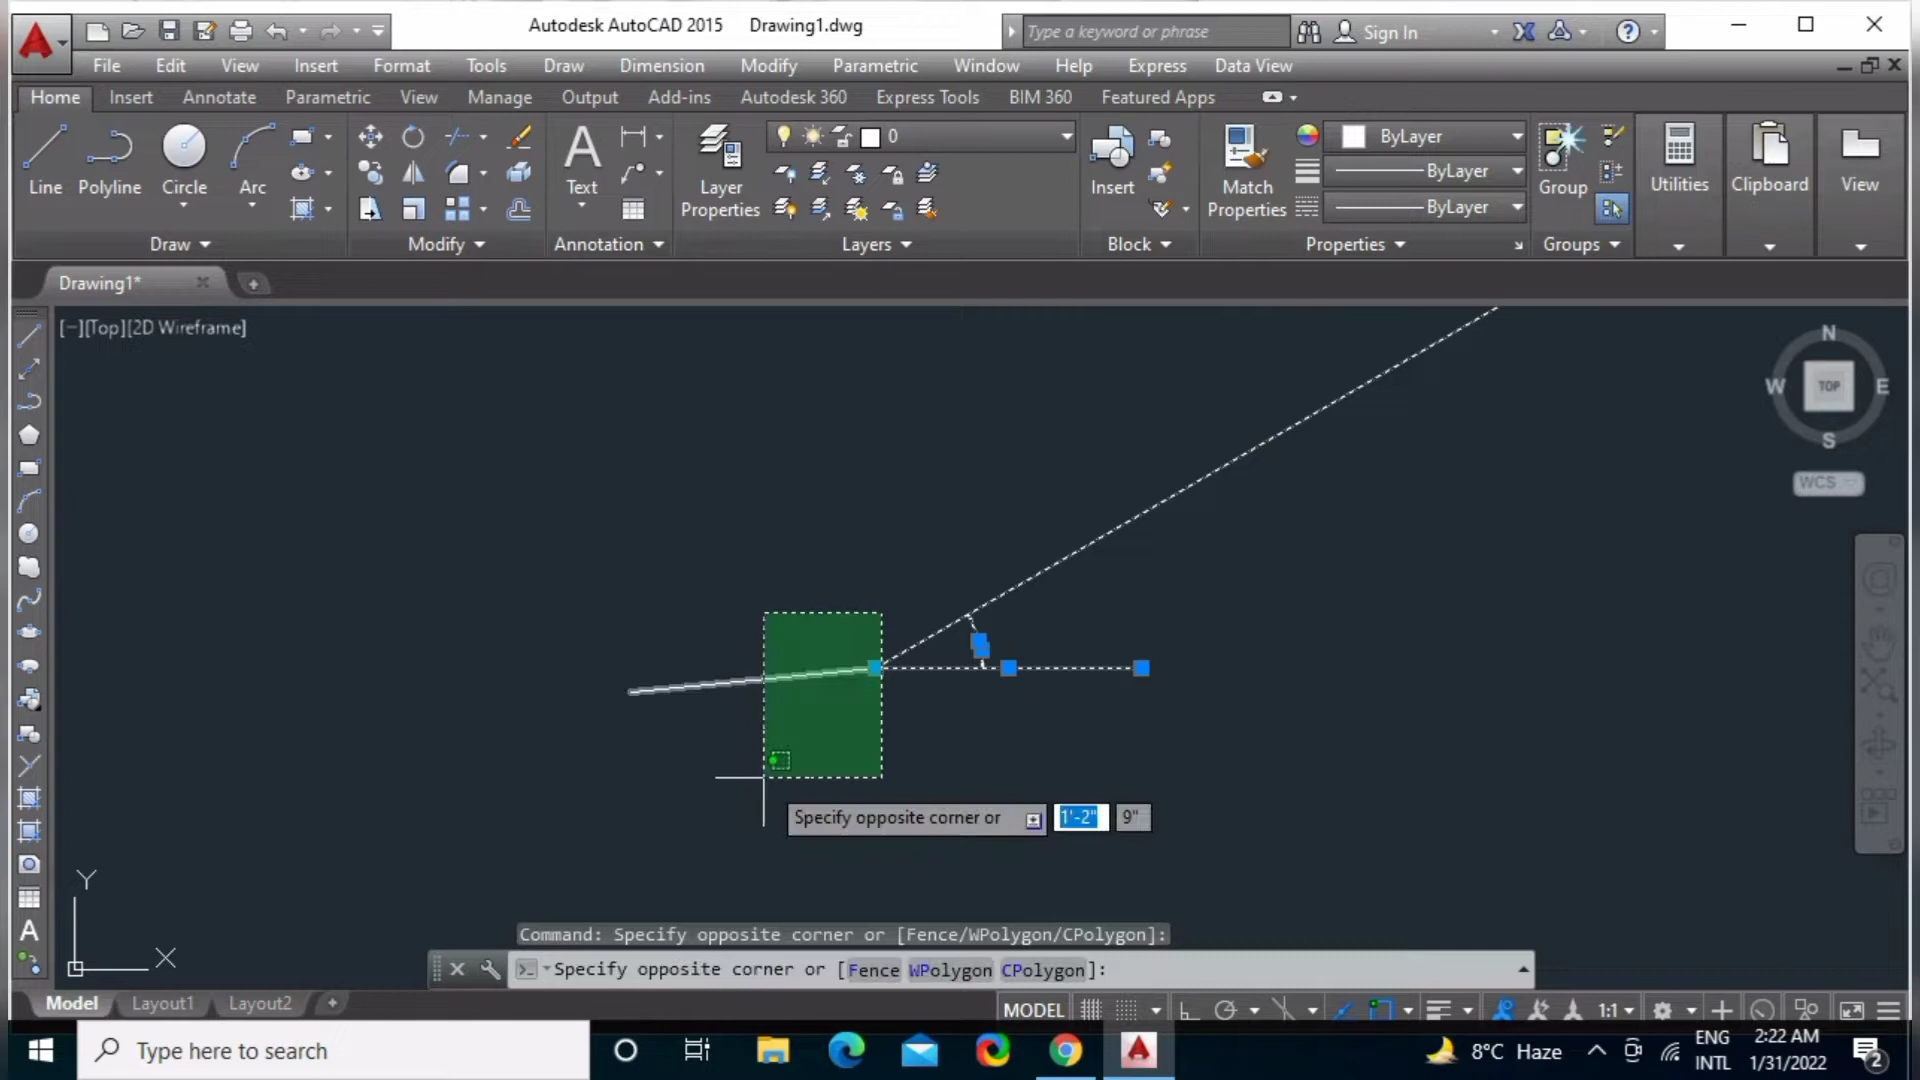 Autodesk AutoCAD 2015 Drawing1.dwg
Type a keyword or phrase
Sign In
File Edit View Insert Format Tools Draw Dimension Modify Parametric Window Help Express Data View
Home Insert Annotate Parametric View Manage Output Add-ins Autodesk 360 Express Tools BIM 360 Featured Apps
0
ByLayer
ByLayer
ByLayer
Line Polyline Circle Arc
Text
Layer Properties
Insert
Match Properties
Group
Utilities Clipboard View
Draw Modify Annotation Layers Block Properties Groups
Drawing1*
[−][Top][2D Wireframe]
N
W TOP E
S
WCS
Specify opposite corner or 1'-2" 9"
Y
X
Command: Specify opposite corner or [Fence/WPolygon/CPolygon]:
Specify opposite corner or [Fence WPolygon CPolygon]:
Model Layout1 Layout2
MODEL 1:1
Type here to search
8°C Haze
ENG
INTL
2:22 AM
1/31/2022
2
A